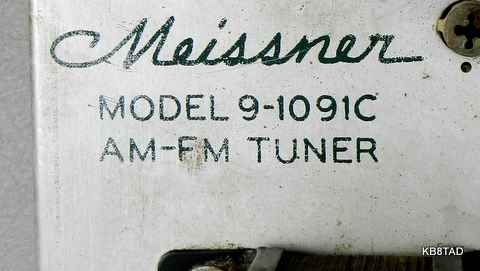 Meissner
MODEL 9-1091C
AM-FM TUNER
KB8TAD